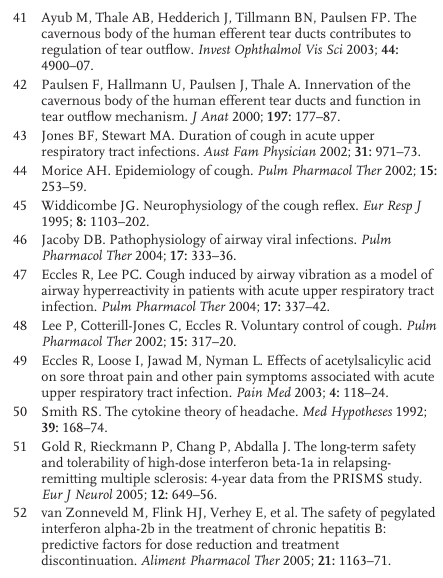 41 Ayub M, Thale AB, Hedderich J, Tillmann BN, Paulsen FP. The
cavernous body of the human efferent tear ducts contributes to
regulation of tear outflow. Invest Ophthalmol Vis Sci 2003; 44:
4900–07.
42 Paulsen F, Hallmann U, Paulsen J, Thale A. Innervation of the
cavernous body of the human efferent tear ducts and function in
tear outflow mechanism. J Anat 2000; 197: 177–87.
43 Jones BF, Stewart MA. Duration of cough in acute upper
respiratory tract infections. Aust Fam Physician 2002; 31: 971–73.
44 Morice AH. Epidemiology of cough. Pulm Pharmacol Ther 2002; 15:
253–59.
45 Widdicombe JG. Neurophysiology of the cough reflex. Eur Resp J
1995; 8: 1103–202.
46 Jacoby DB. Pathophysiology of airway viral infections. Pulm
Pharmacol Ther 2004; 17: 333–36.
47 Eccles R, Lee PC. Cough induced by airway vibration as a model of
airway hyperreactivity in patients with acute upper respiratory tract
infection. Pulm Pharmacol Ther 2004; 17: 337–42.
48 Lee P, Cotterill-Jones C, Eccles R. Voluntary control of cough. Pulm
Pharmacol Ther 2002; 15: 317–20.
49 Eccles R, Loose I, Jawad M, Nyman L. Effects of acetylsalicylic acid
on sore throat pain and other pain symptoms associated with acute
upper respiratory tract infection. Pain Med 2003; 4: 118–24.
50 Smith RS. The cytokine theory of headache. Med Hypotheses 1992;
39: 168–74.
51 Gold R, Rieckmann P, Chang P, Abdalla J. The long-term safety
and tolerability of high-dose interferon beta-1a in relapsing-
remitting multiple sclerosis: 4-year data from the PRISMS study.
Eur J Neurol 2005; 12: 649–56.
52 van Zonneveld M, Flink HJ, Verhey E, et al. The safety of pegylated
interferon alpha-2b in the treatment of chronic hepatitis B:
predictive factors for dose reduction and treatment
discontinuation. Aliment Pharmacol Ther 2005; 21: 1163–71.